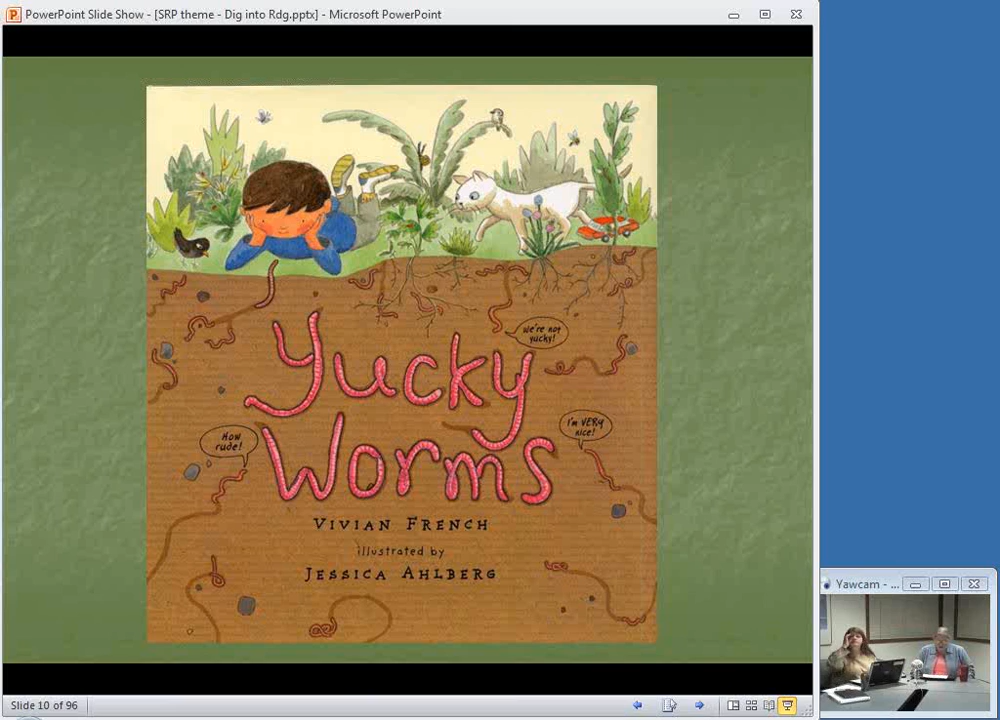 PowerPoint Slide Show - [SRP theme - Dig into Rdg.pptx] - Microsoft PowerPoint
We're not
yucky!
Yucky
I'm VERY
nice!
How
rude!
Worms
VIVIAN FRENCH
illustrated by
JESSICA AHLBERG
Yawcam - ...
Slide 10 of 96